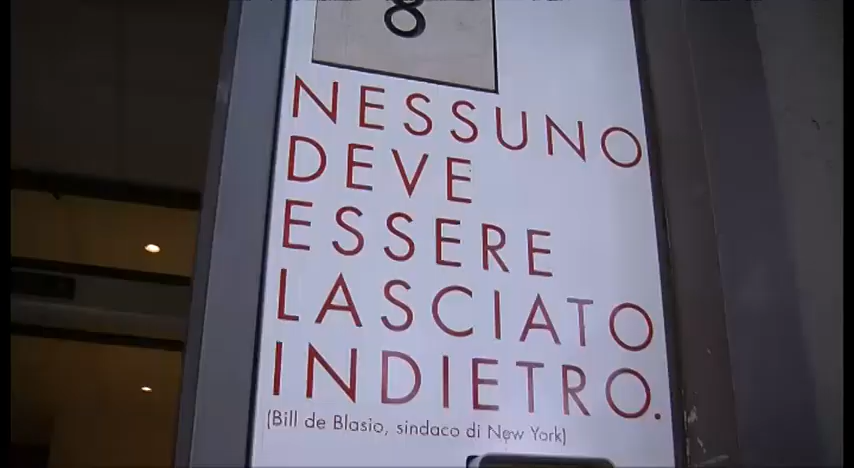 8
NESSUNO
DEVE
ESSERE
LASCIATO
INDIETRO.
(Bill de Blasio, sindaco di New York)